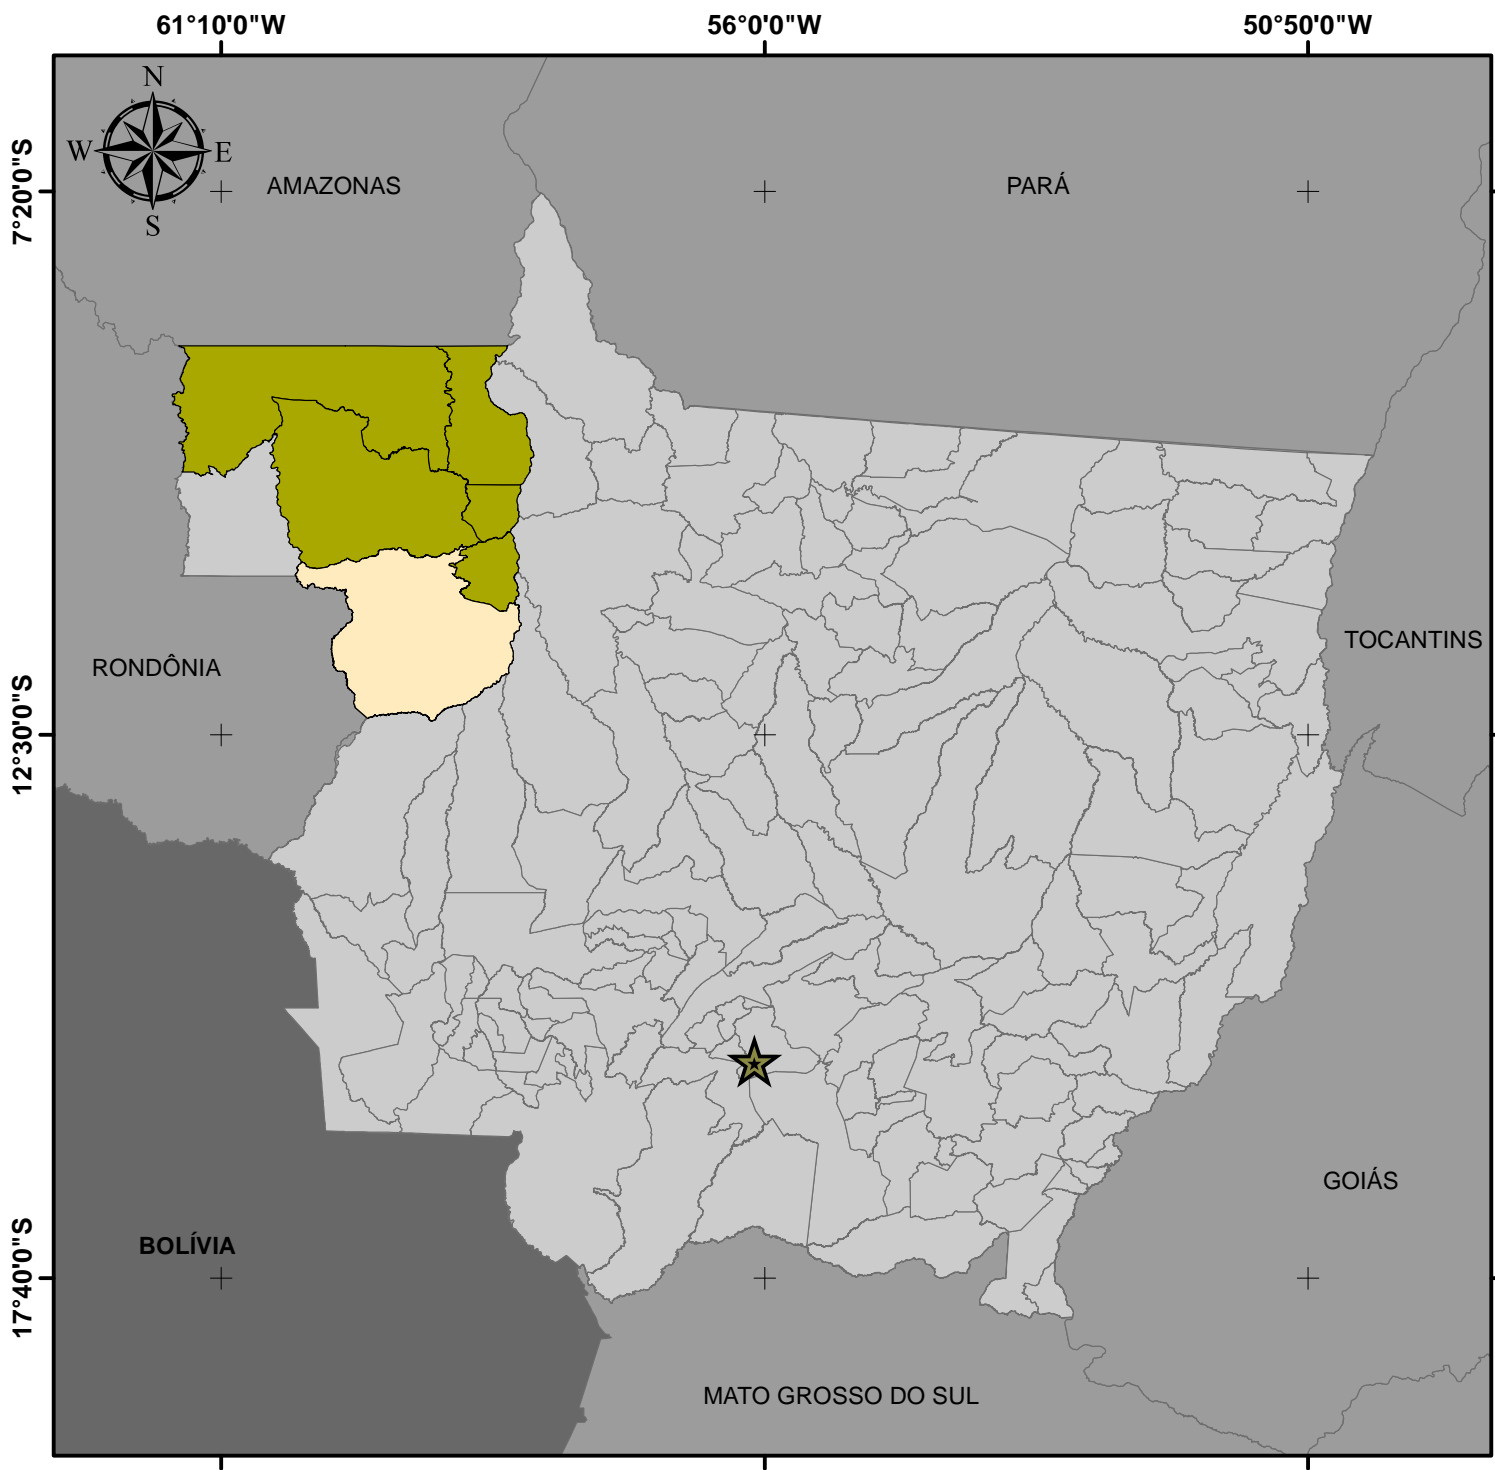 61°10'0"W
56°0'0"W
50°50'0"W
N
W
E
S
7°20'0"S
AMAZONAS
PARÁ
RONDÔNIA
TOCANTINS
12°30'0"S
GOIÁS
BOLÍVIA
17°40'0"S
MATO GROSSO DO SUL